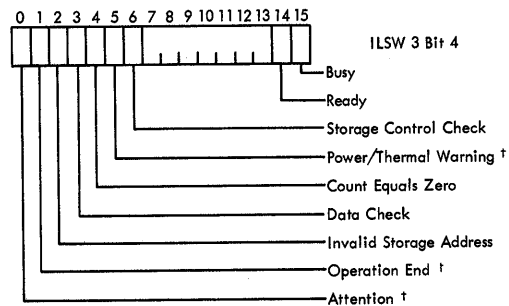 0 1 2 3 4 5 6 7 8 9 10 11 12 13 14 15
ILSW 3 Bit 4
Busy
Ready
Storage Control Check
Power/Thermal Warning †
Count Equals Zero
Data Check
Invalid Storage Address
Operation End †
Attention †